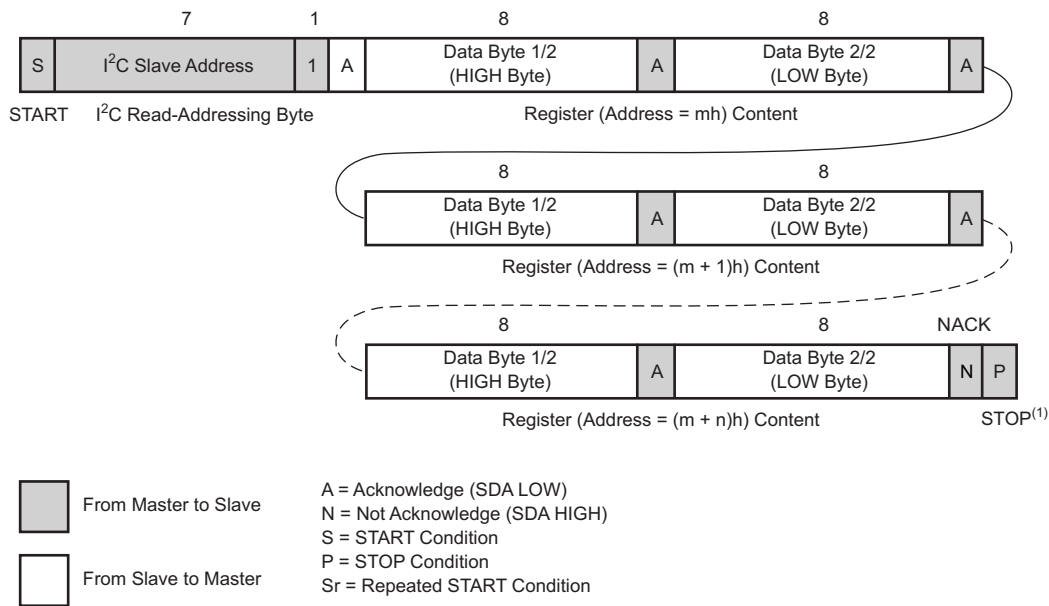 7 1 8 8
S I²C Slave Address 1 A Data Byte 1/2 (HIGH Byte) A Data Byte 2/2 (LOW Byte) A
START I²C Read-Addressing Byte Register (Address = mh) Content
8 8
Data Byte 1/2 (HIGH Byte) A Data Byte 2/2 (LOW Byte) A
Register (Address = (m + 1)h) Content
8 8 NACK
Data Byte 1/2 (HIGH Byte) A Data Byte 2/2 (LOW Byte) N P
Register (Address = (m + n)h) Content STOP⁽¹⁾
From Master to Slave
From Slave to Master
A = Acknowledge (SDA LOW)
N = Not Acknowledge (SDA HIGH)
S = START Condition
P = STOP Condition
Sr = Repeated START Condition